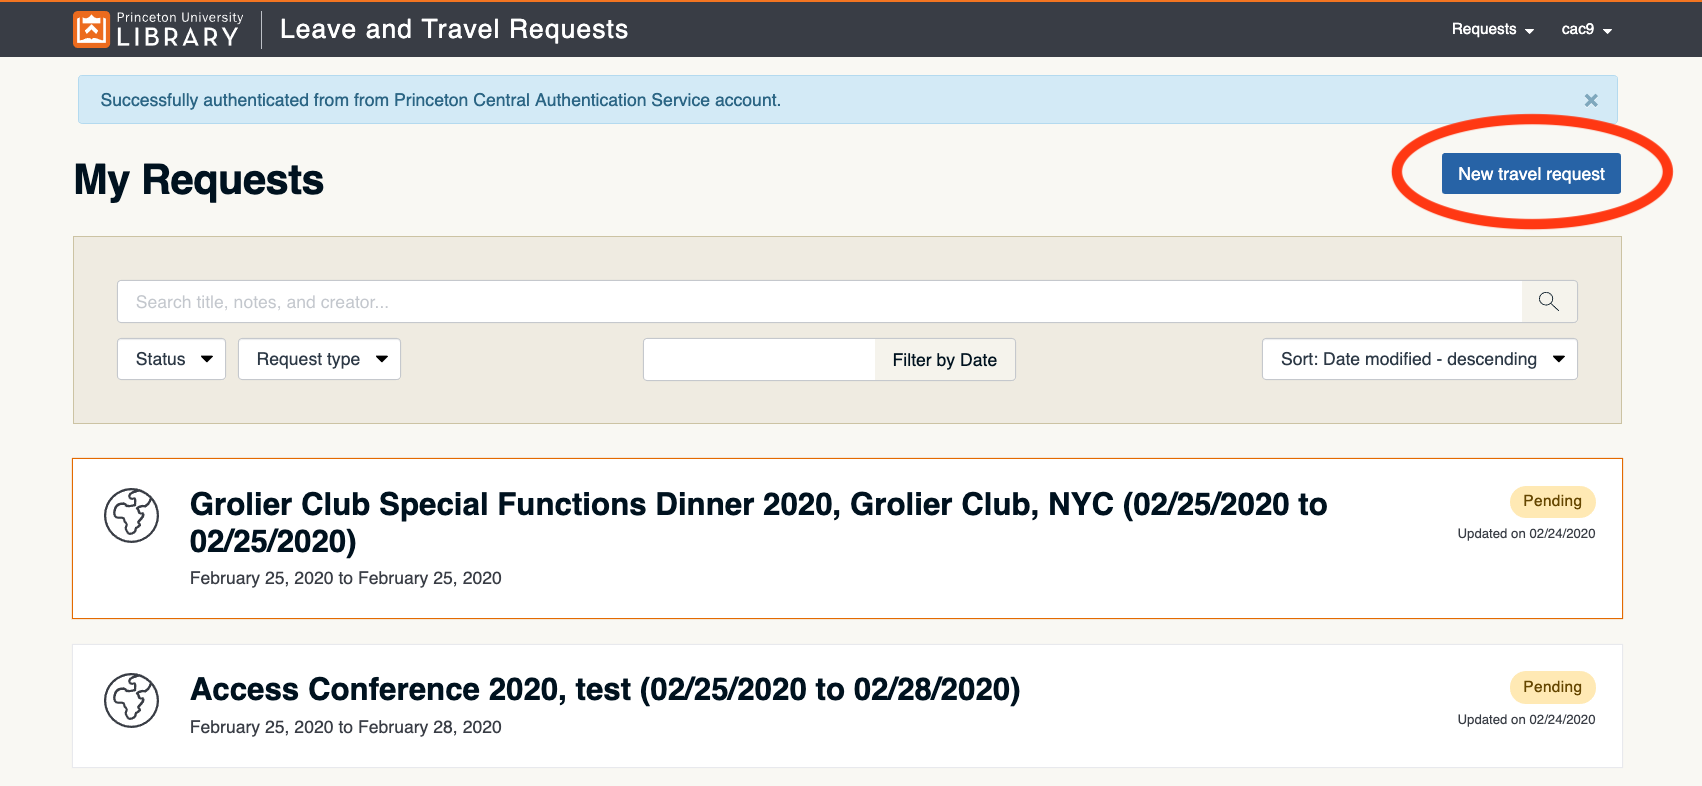 Princeton University
LIBRARY
Leave and Travel Requests
Requests
cac9
Successfully authenticated from from Princeton Central Authentication Service account.
×
My Requests
New travel request
Search title, notes, and creator...
Status
Request type
Filter by Date
Sort: Date modified - descending
Grolier Club Special Functions Dinner 2020, Grolier Club, NYC (02/25/2020 to
02/25/2020)
February 25, 2020 to February 25, 2020
Pending
Updated on 02/24/2020
Access Conference 2020, test (02/25/2020 to 02/28/2020)
February 25, 2020 to February 28, 2020
Pending
Updated on 02/24/2020